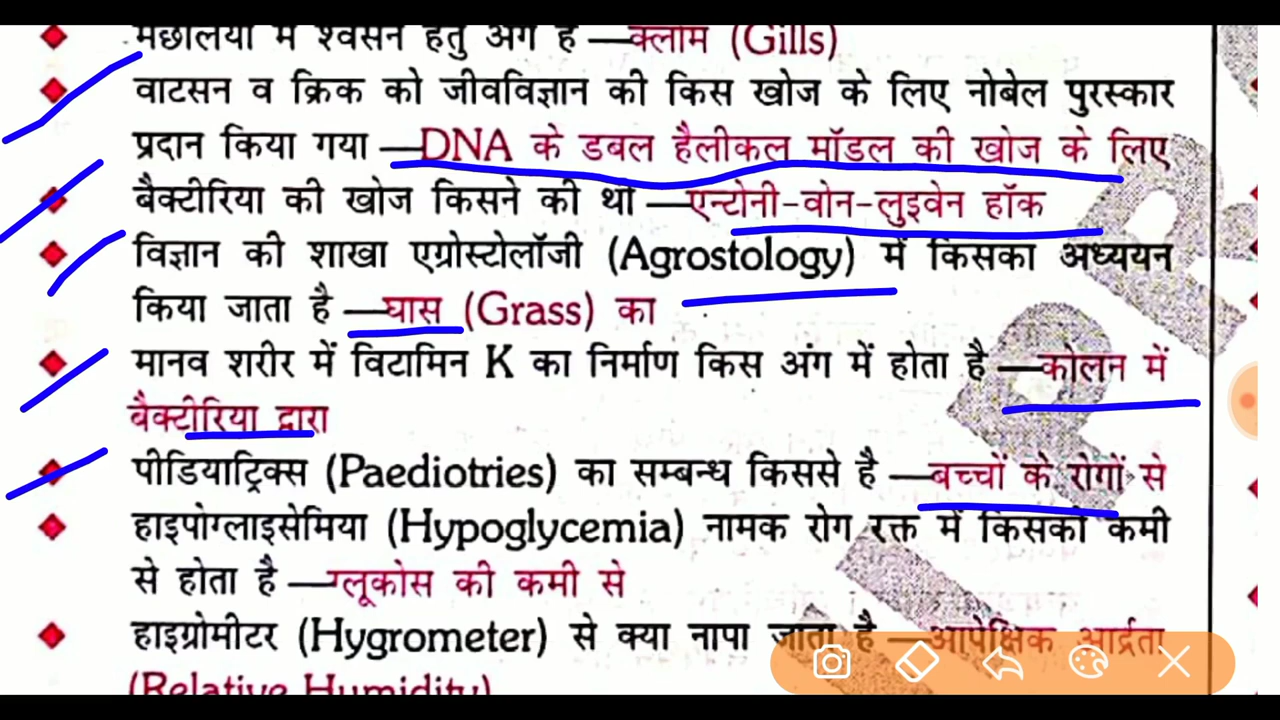 मछलियों में श्वसन हेतु अंग है —क्लोम (Gills)
वाटसन व क्रिक को जीवविज्ञान की किस खोज के लिए नोबेल पुरस्कार
प्रदान किया गया —DNA के डबल हैलीकल मॉडल की खोज के लिए
बैक्टीरिया की खोज किसने की थी —एन्टोनी-वोन-लुइवेन हॉक
विज्ञान की शाखा एग्रोस्टोलॉजी (Agrostology) में किसका अध्ययन
किया जाता है —घास (Grass) का
मानव शरीर में विटामिन K का निर्माण किस अंग में होता है —कोलन में
बैक्टीरिया द्वारा
पीडियाट्रिक्स (Paediotries) का सम्बन्ध किससे है —बच्चों के रोगों से
हाइपोग्लाइसेमिया (Hypoglycemia) नामक रोग रक्त में किसकी कमी
से होता है —ग्लूकोस की कमी से
हाइग्रोमीटर (Hygrometer) से क्या नापा जाता है —आपेक्षिक आर्द्रता
(Relative Humidity)